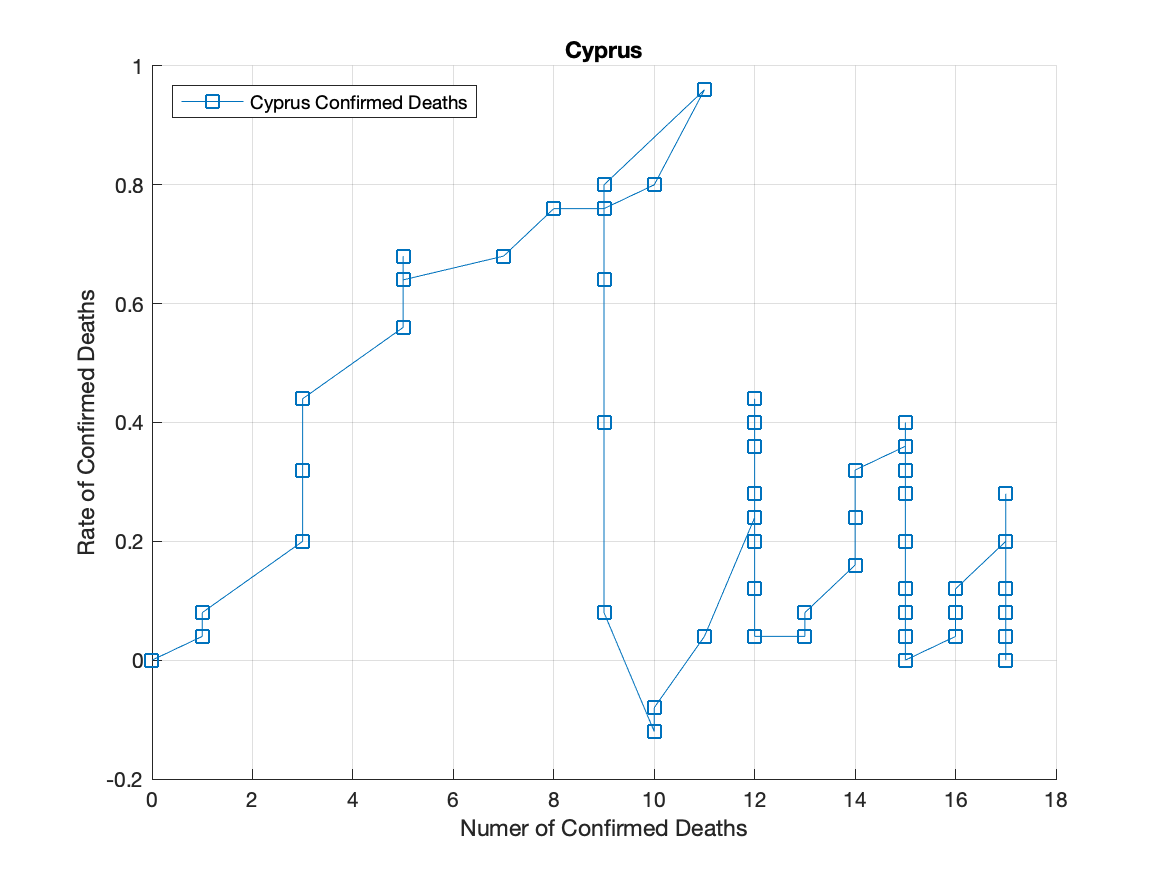 Cyprus
Cyprus Confirmed Deaths
Rate of Confirmed Deaths
1
0.8
0.6
0.4
0.2
0
-0.2
0 2 4 6 8 10 12 14 16 18
Numer of Confirmed Deaths